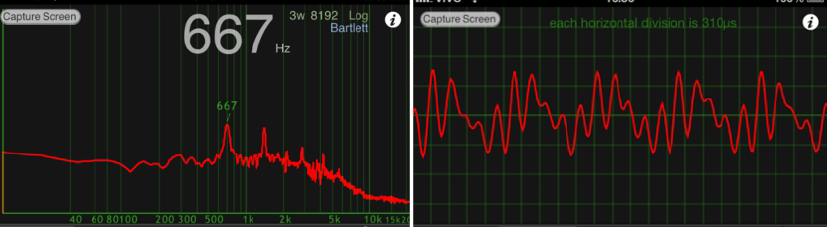 Capture Screen
667 Hz
3w 8192 Log
Bartlett
667
40 60 80100 200 300 500 1k 2k 5k 10k 15k20
Capture Screen
each horizontal division is 310µs